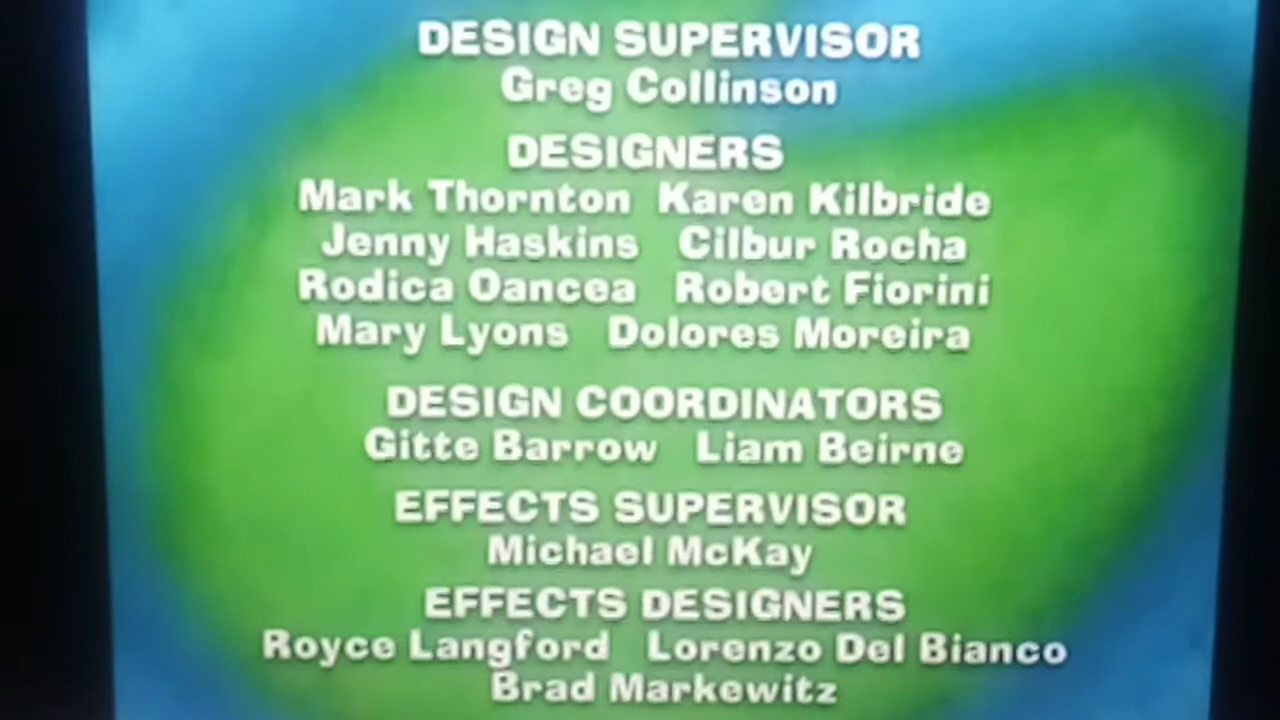 DESIGN SUPERVISOR
Greg Collinson
DESIGNERS
Mark Thornton Karen Kilbride
Jenny Haskins Cilbur Rocha
Rodica Oancea Robert Fiorini
Mary Lyons Dolores Moreira
DESIGN COORDINATORS
Gitte Barrow Liam Beirne
EFFECTS SUPERVISOR
Michael McKay
EFFECTS DESIGNERS
Royce Langford Lorenzo Del Bianco
Brad Markewitz